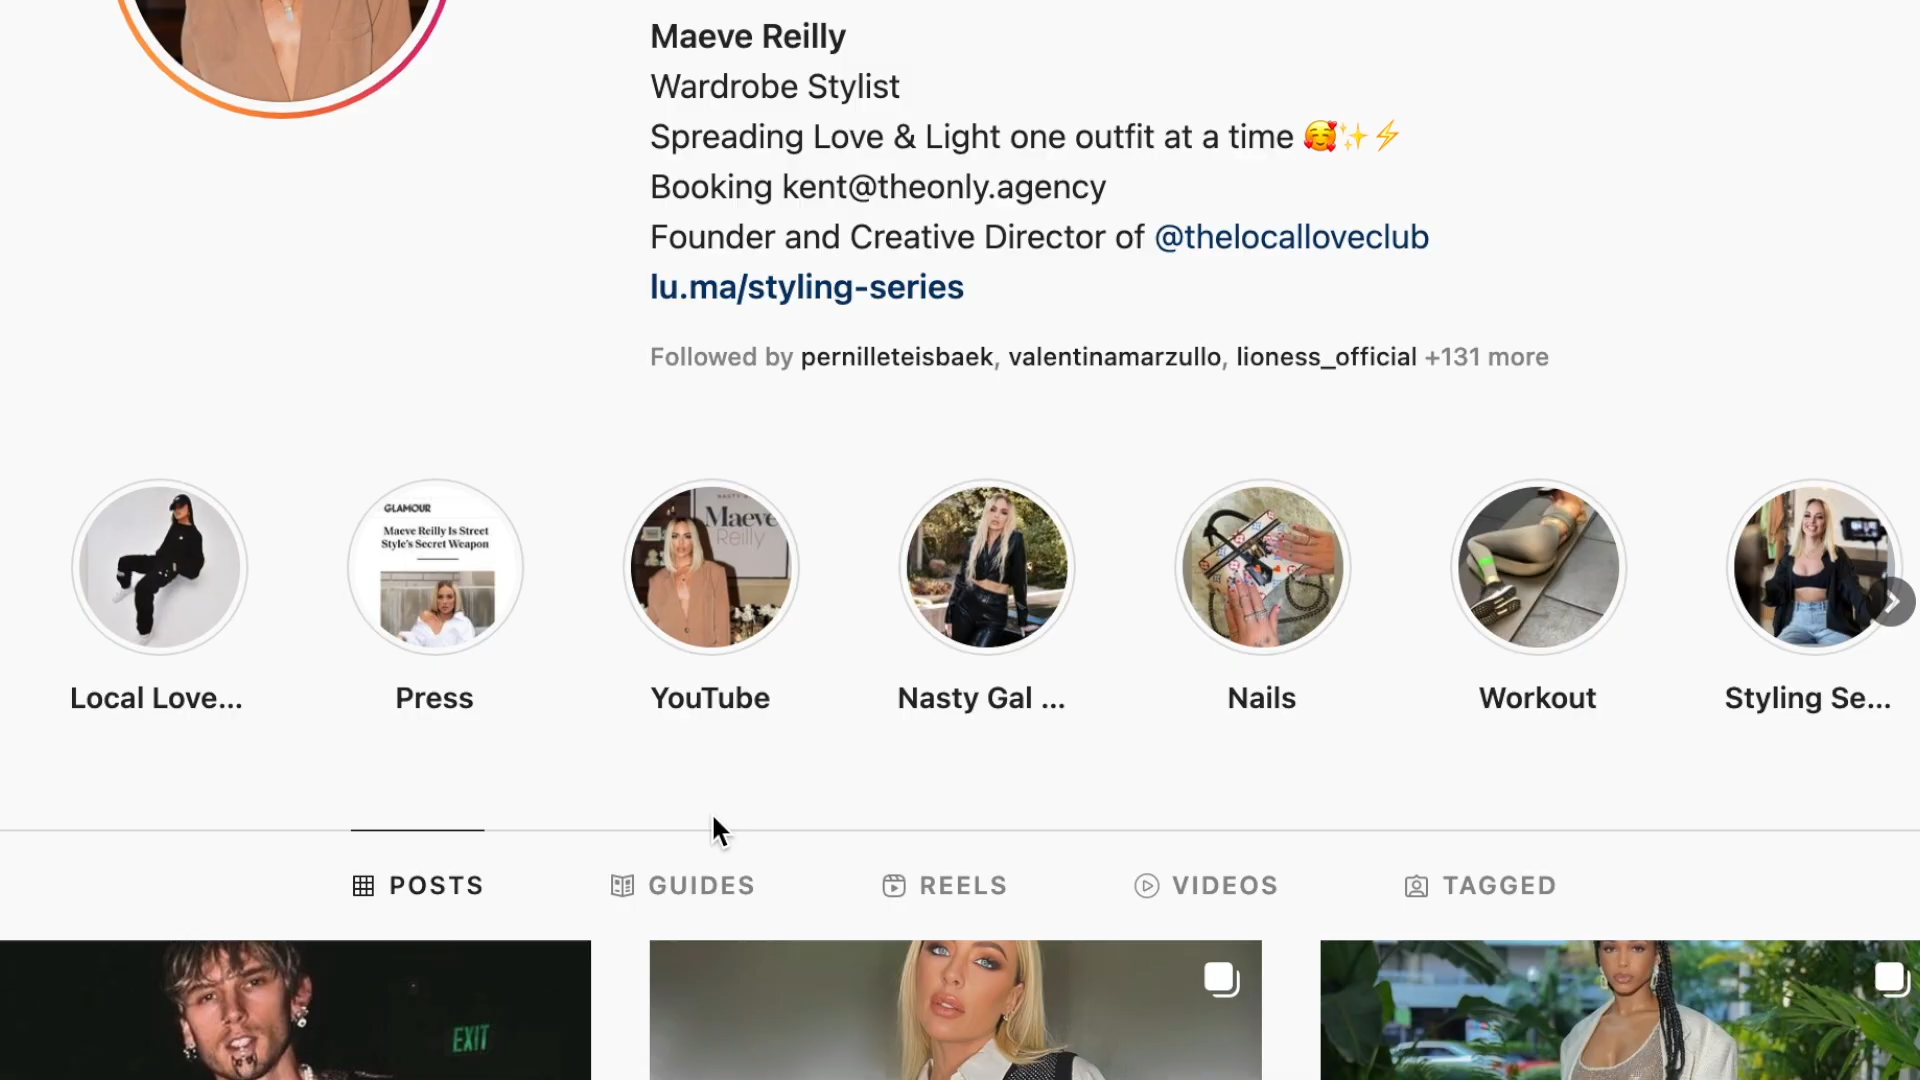 Maeve Reilly
Wardrobe Stylist
Spreading Love & Light one outfit at a time 🥰✨⚡
Booking kent@theonly.agency
Founder and Creative Director of @thelocalloveclub
lu.ma/styling-series
Followed by pernilleteisbaek, valentinamarzullo, lioness_official +131 more
GLAMOUR
Maeve Reilly Is Street
Style's Secret Weapon
NASTY
Maeve
Reilly
Local Love...
Press
YouTube
Nasty Gal ...
Nails
Workout
Styling Se...
POSTS
GUIDES
REELS
VIDEOS
TAGGED
EXIT